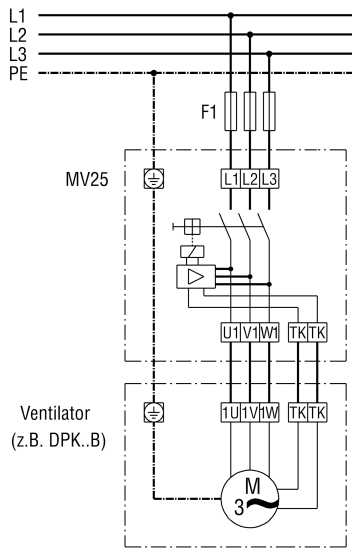 L1
L2
L3
PE
F1
MV25
L1 L2 L3
U1 V1 W1 TK TK
Ventilator
(z.B. DPK..B)
1U 1V 1W TK TK
M
3